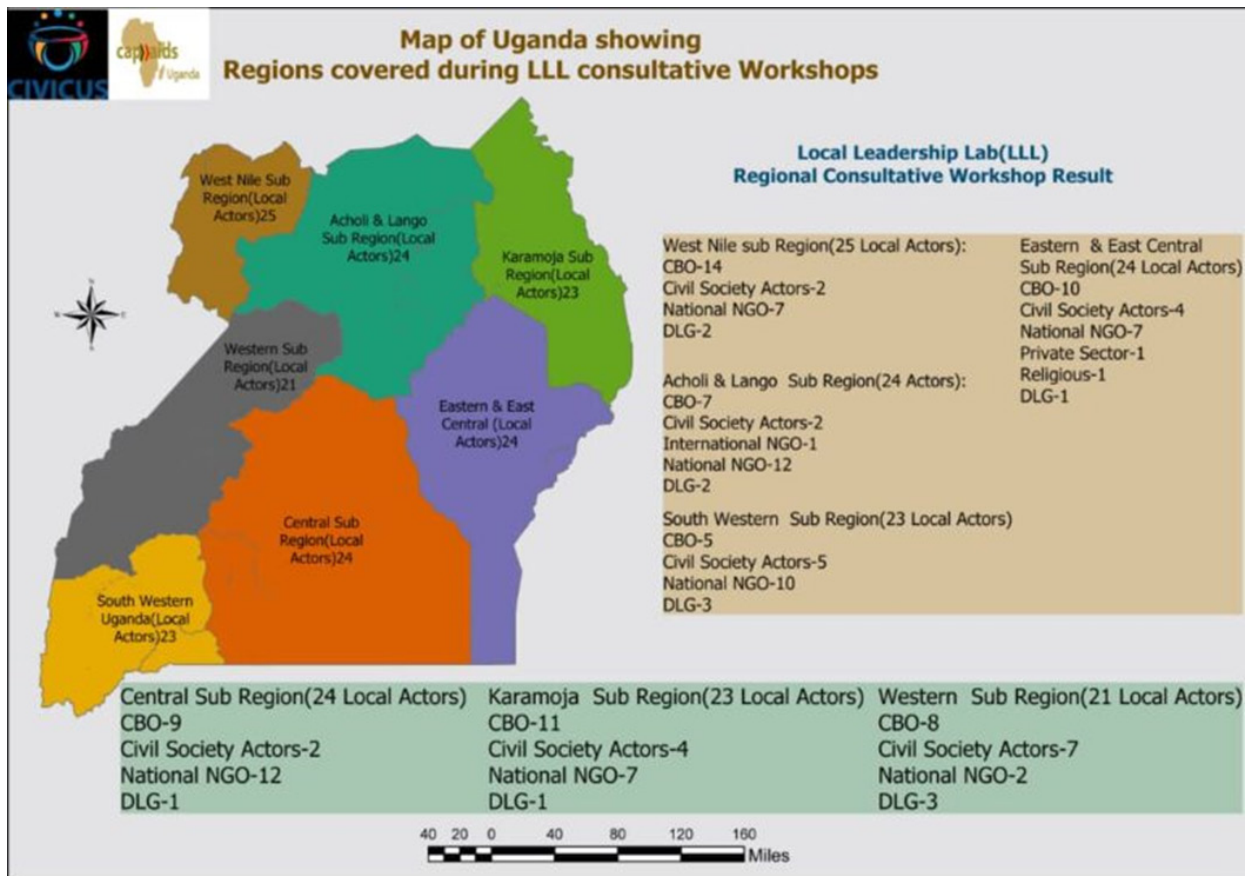 CIVICUS
capaids
Uganda
Map of Uganda showing
Regions covered during LLL consultative Workshops
West Nile Sub
Region(Local
Actors)25
Acholi & Lango
Sub Region(Local
Actors)24
Karamoja Sub
Region(Local
Actors)23
Western Sub
Region(Local
Actors)21
Eastern & East
Central (Local
Actors)24
Central Sub
Region(Local
Actors)24
South Western
Uganda(Local
Actors)23
N
S
Local Leadership Lab(LLL)
Regional Consultative Workshop Result
West Nile sub Region(25 Local Actors):
CBO-14
Civil Society Actors-2
National NGO-7
DLG-2
Acholi & Lango Sub Region(24 Actors):
CBO-7
Civil Society Actors-2
International NGO-1
National NGO-12
DLG-2
South Western Sub Region(23 Local Actors)
CBO-5
Civil Society Actors-5
National NGO-10
DLG-3
Eastern & East Central
Sub Region(24 Local Actors)
CBO-10
Civil Society Actors-4
National NGO-7
Private Sector-1
Religious-1
DLG-1
Central Sub Region(24 Local Actors)
CBO-9
Civil Society Actors-2
National NGO-12
DLG-1
Karamoja Sub Region(23 Local Actors)
CBO-11
Civil Society Actors-4
National NGO-7
DLG-1
Western Sub Region(21 Local Actors)
CBO-8
Civil Society Actors-7
National NGO-2
DLG-3
40 20 0 40 80 120 160
Miles